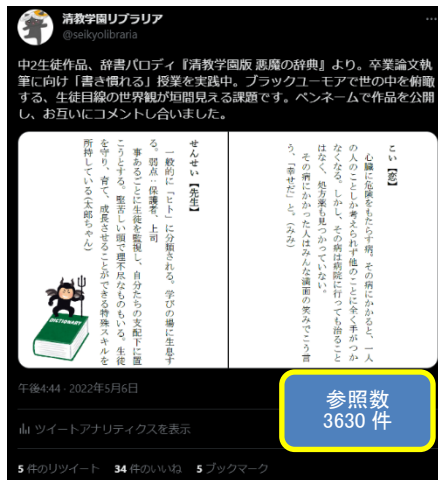 清教学園リブラリア
@seikyolibraria
中2生徒作品、辞書パロディ『清教学園版 悪魔の辞典』より。卒業論文執
筆に向け「書き慣れる」授業を実践中。ブラックユーモアで世の中を俯瞰
する、生徒目線の世界観が垣間見える課題です。ペンネームで作品を公開
し、お互いにコメントし合いました。
こい【恋】
心臓に危険をもたらす病。その病にかかると、一人
の人のことしか考えられず他のことに全く手がつか
なくなる。しかし、その病は病院に行っても治ること
はなく、処方薬も見つかっていない。
その病にかかった人はみんな満面の笑みでこう言
う。「幸せだ」と。（みみ）
せんせい【先生】
一般的に「ヒト」に分類される。学びの場に生息す
る。弱点：保護者、上司
事あるごとに生徒を監視し、自分たちの支配下に置
こうとする。堅苦しい頭で理不尽なものもいる。生徒
を守り、育て、成長させることができる特殊スキルを
所持している（太郎ちゃん）
DICTIONARY
午後4:44 · 2022年5月6日
参照数
3630 件
ツイートアナリティクスを表示
5 件のリツイート 34 件のいいね 5 ブックマーク